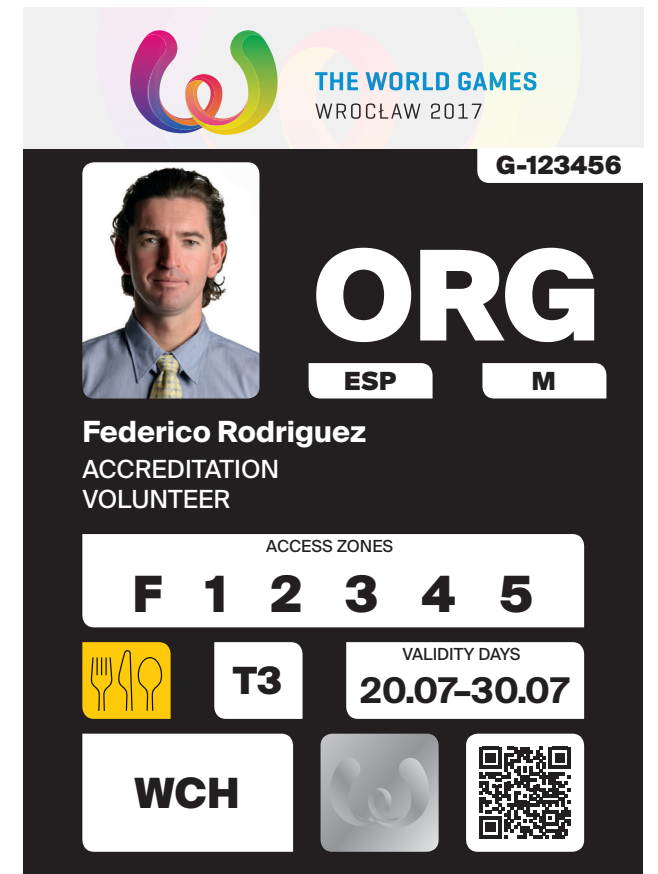 THE WORLD GAMES
WROCŁAW 2017
G-123456
ORG
ESP M
Federico Rodriguez
ACCREDITATION
VOLUNTEER
ACCESS ZONES
F 1 2 3 4 5
T3
VALIDITY DAYS
20.07–30.07
WCH